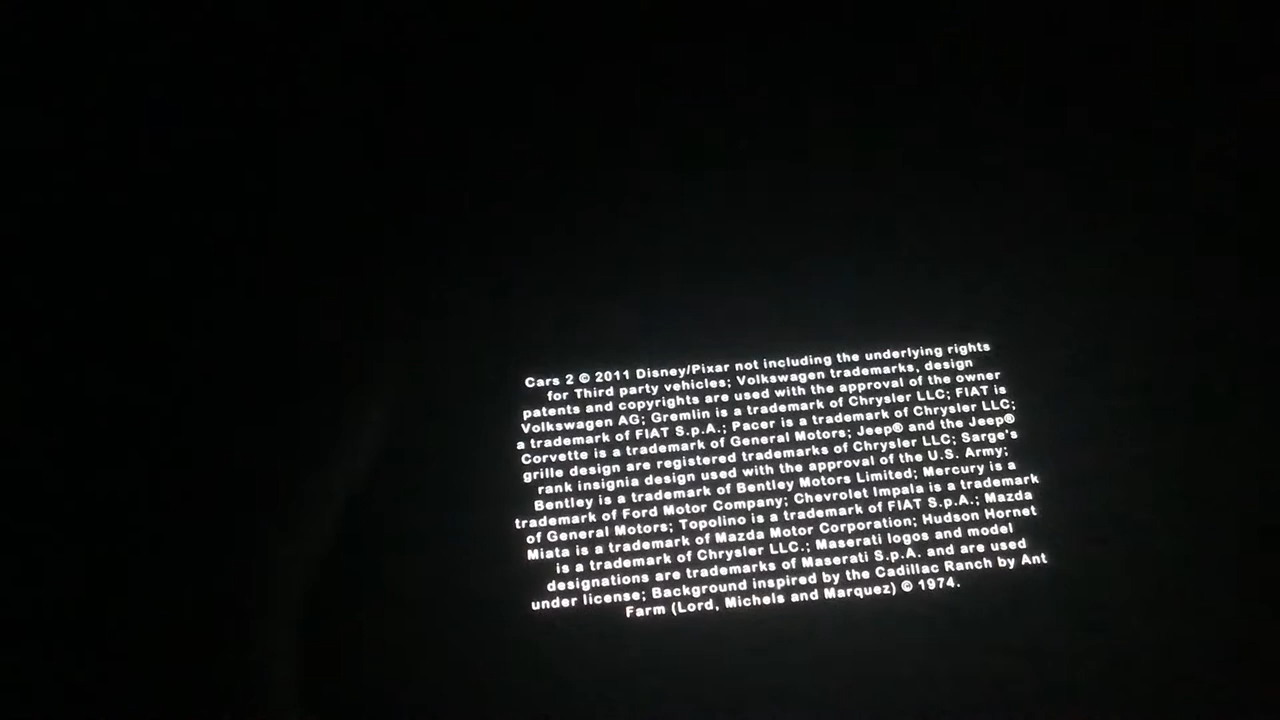 Cars 2 © 2011 Disney/Pixar not including the underlying rights
for Third party vehicles; Volkswagen trademarks, design
patents and copyrights are used with the approval of the owner
Volkswagen AG; Gremlin is a trademark of Chrysler LLC; FIAT is
a trademark of FIAT S.p.A.; Pacer is a trademark of Chrysler LLC;
Corvette is a trademark of General Motors; Jeep® and the Jeep®
grille design are registered trademarks of Chrysler LLC; Sarge's
rank insignia design used with the approval of the U.S. Army;
Bentley is a trademark of Bentley Motors Limited; Mercury is a
trademark of Ford Motor Company; Chevrolet Impala is a trademark
of General Motors; Topolino is a trademark of FIAT S.p.A.; Mazda
Miata is a trademark of Mazda Motor Corporation; Hudson Hornet
is a trademark of Chrysler LLC.; Maserati logos and model
designations are trademarks of Maserati S.p.A. and are used
under license; Background inspired by the Cadillac Ranch by Ant
Farm (Lord, Michels and Marquez) © 1974.